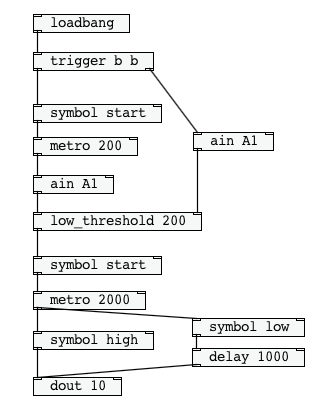 loadbang
trigger b b
symbol start
metro 200
ain A1
ain A1
low_threshold 200
symbol start
metro 2000
symbol low
symbol high
delay 1000
dout 10